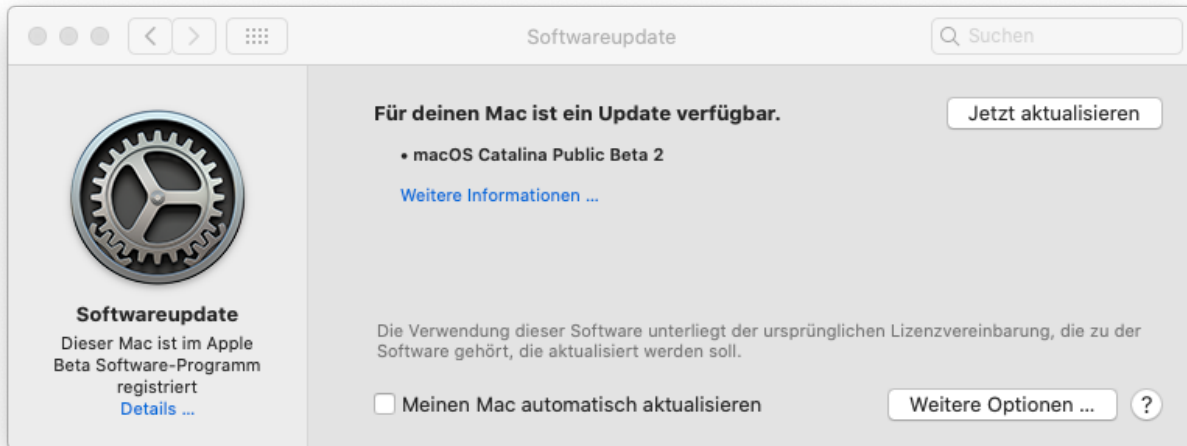 Softwareupdate
Suchen
Für deinen Mac ist ein Update verfügbar.
Jetzt aktualisieren
• macOS Catalina Public Beta 2
Weitere Informationen ...
Softwareupdate
Dieser Mac ist im Apple
Beta Software-Programm
registriert
Details ...
Die Verwendung dieser Software unterliegt der ursprünglichen Lizenzvereinbarung, die zu der
Software gehört, die aktualisiert werden soll.
Meinen Mac automatisch aktualisieren
Weitere Optionen ...
?